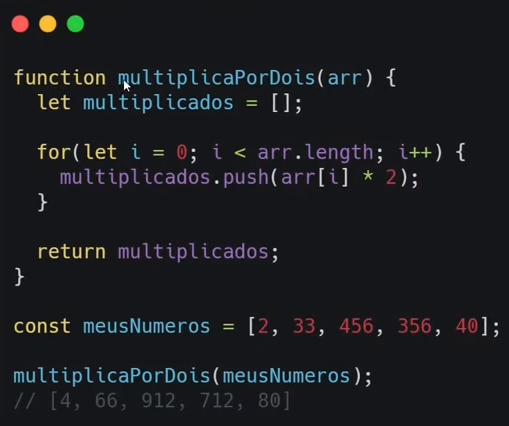 function multiplicaPorDois(arr) {
  let multiplicados = [];
  for(let i = 0; i < arr.length; i++) {
    multiplicados.push(arr[i] * 2);
  }
  return multiplicados;
}
const meusNumeros = [2, 33, 456, 356, 40];
multiplicaPorDois(meusNumeros);
// [4, 66, 912, 712, 80]